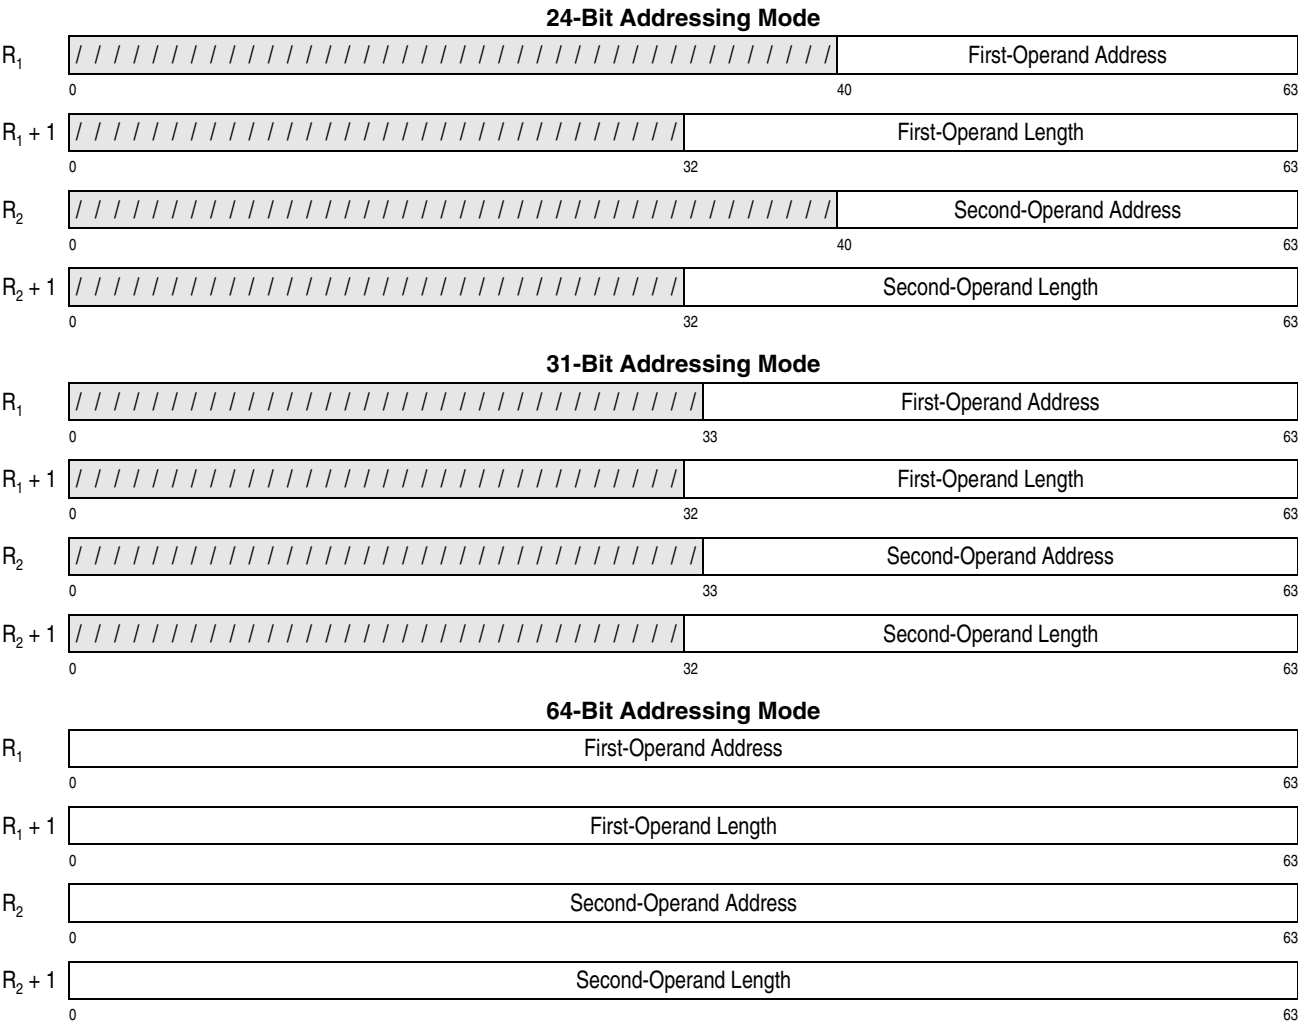 24-Bit Addressing Mode
R₁ / / / / / / / / / / / / / / / / / / / / / / / / / / / / / / / / / / / / / / / / First-Operand Address
0 40 63
R₁ + 1 / / / / / / / / / / / / / / / / / / / / / / / / / / / / / / / / First-Operand Length
0 32 63
R₂ / / / / / / / / / / / / / / / / / / / / / / / / / / / / / / / / / / / / / / / / Second-Operand Address
0 40 63
R₂ + 1 / / / / / / / / / / / / / / / / / / / / / / / / / / / / / / / / Second-Operand Length
0 32 63
31-Bit Addressing Mode
R₁ / / / / / / / / / / / / / / / / / / / / / / / / / / / / / / / / / First-Operand Address
0 33 63
R₁ + 1 / / / / / / / / / / / / / / / / / / / / / / / / / / / / / / / / First-Operand Length
0 32 63
R₂ / / / / / / / / / / / / / / / / / / / / / / / / / / / / / / / / / Second-Operand Address
0 33 63
R₂ + 1 / / / / / / / / / / / / / / / / / / / / / / / / / / / / / / / / Second-Operand Length
0 32 63
64-Bit Addressing Mode
R₁ First-Operand Address
0 63
R₁ + 1 First-Operand Length
0 63
R₂ Second-Operand Address
0 63
R₂ + 1 Second-Operand Length
0 63